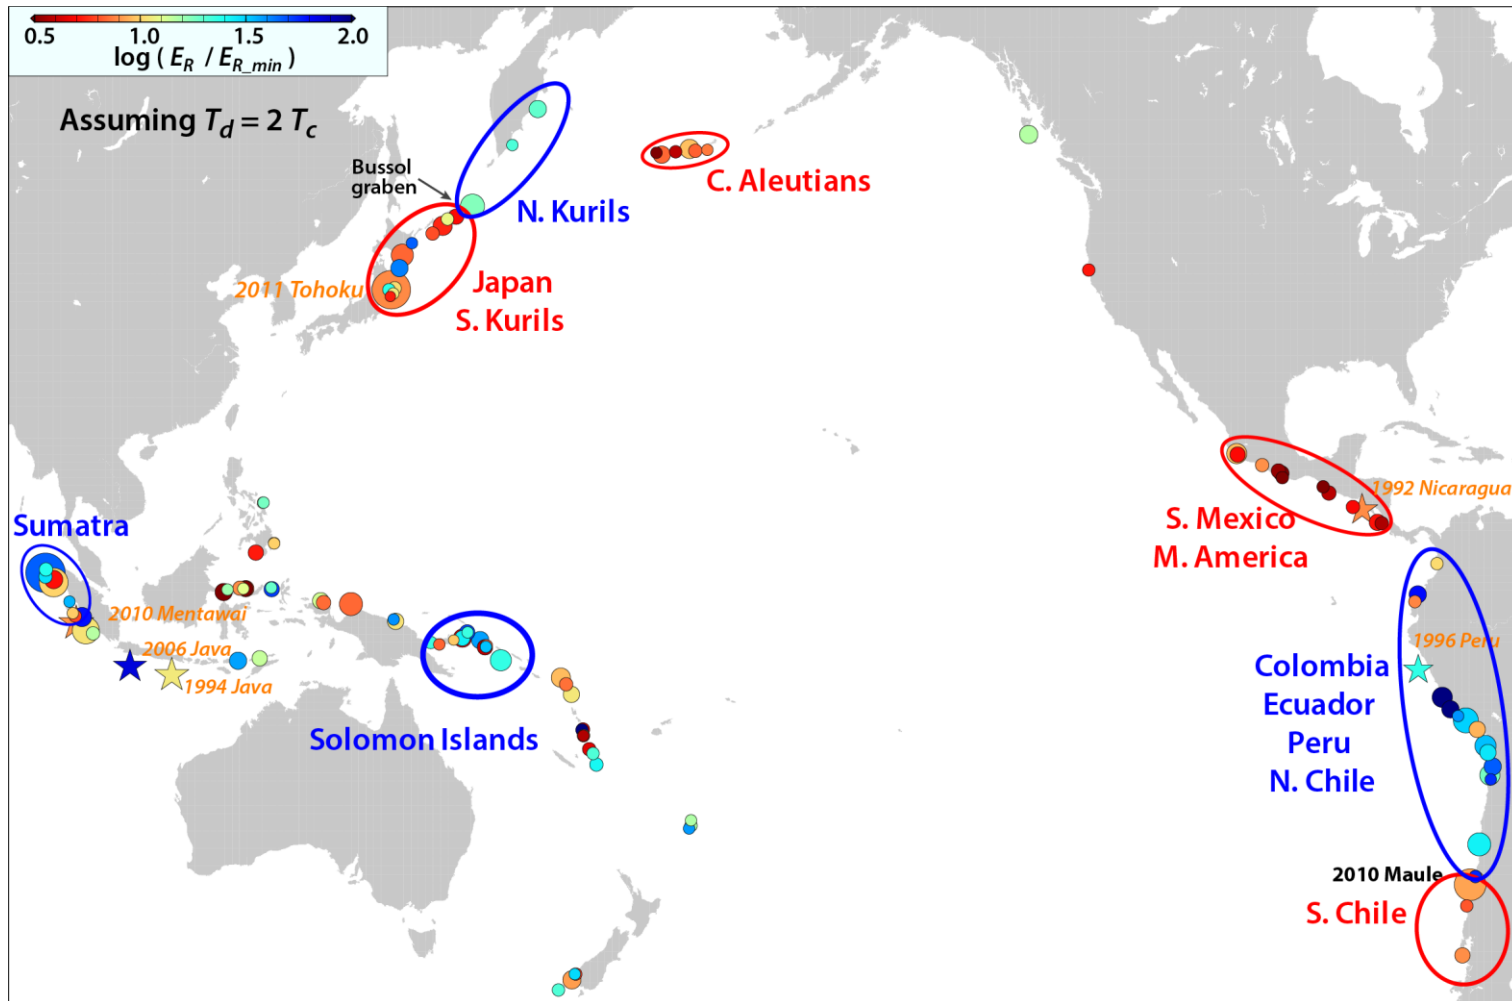 0.5 1.0 1.5 2.0
log ( E_R / E_R_min )
Assuming T_d = 2 T_c
Bussol
graben
N. Kurils
C. Aleutians
2011 Tohoku
Japan
S. Kurils
1992 Nicaragua
S. Mexico
M. America
Sumatra
2010 Mentawai
2006 Java
1994 Java
Solomon Islands
1996 Peru
Colombia
Ecuador
Peru
N. Chile
2010 Maule
S. Chile